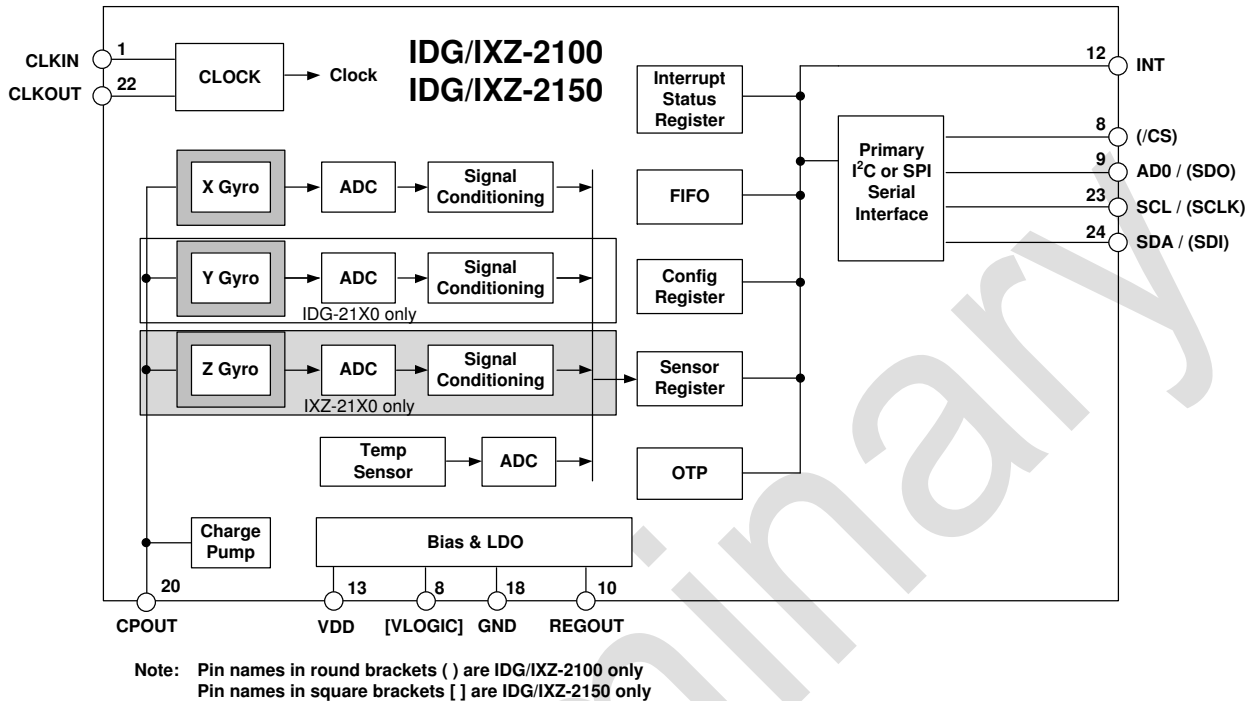 IDG/IXZ-2100
IDG/IXZ-2150
CLKIN
1
CLKOUT
22
CLOCK
Clock
X Gyro
ADC
Signal
Conditioning
Y Gyro
ADC
Signal
Conditioning
IDG-21X0 only
Z Gyro
ADC
Signal
Conditioning
IXZ-21X0 only
Temp
Sensor
ADC
Charge
Pump
Bias & LDO
Interrupt
Status
Register
FIFO
Config
Register
Sensor
Register
OTP
Primary
I²C or SPI
Serial
Interface
12
INT
8
(/CS)
9
AD0 / (SDO)
23
SCL / (SCLK)
24
SDA / (SDI)
20
CPOUT
13
VDD
8
[VLOGIC]
18
GND
10
REGOUT
Note: Pin names in round brackets ( ) are IDG/IXZ-2100 only
Pin names in square brackets [ ] are IDG/IXZ-2150 only
minary